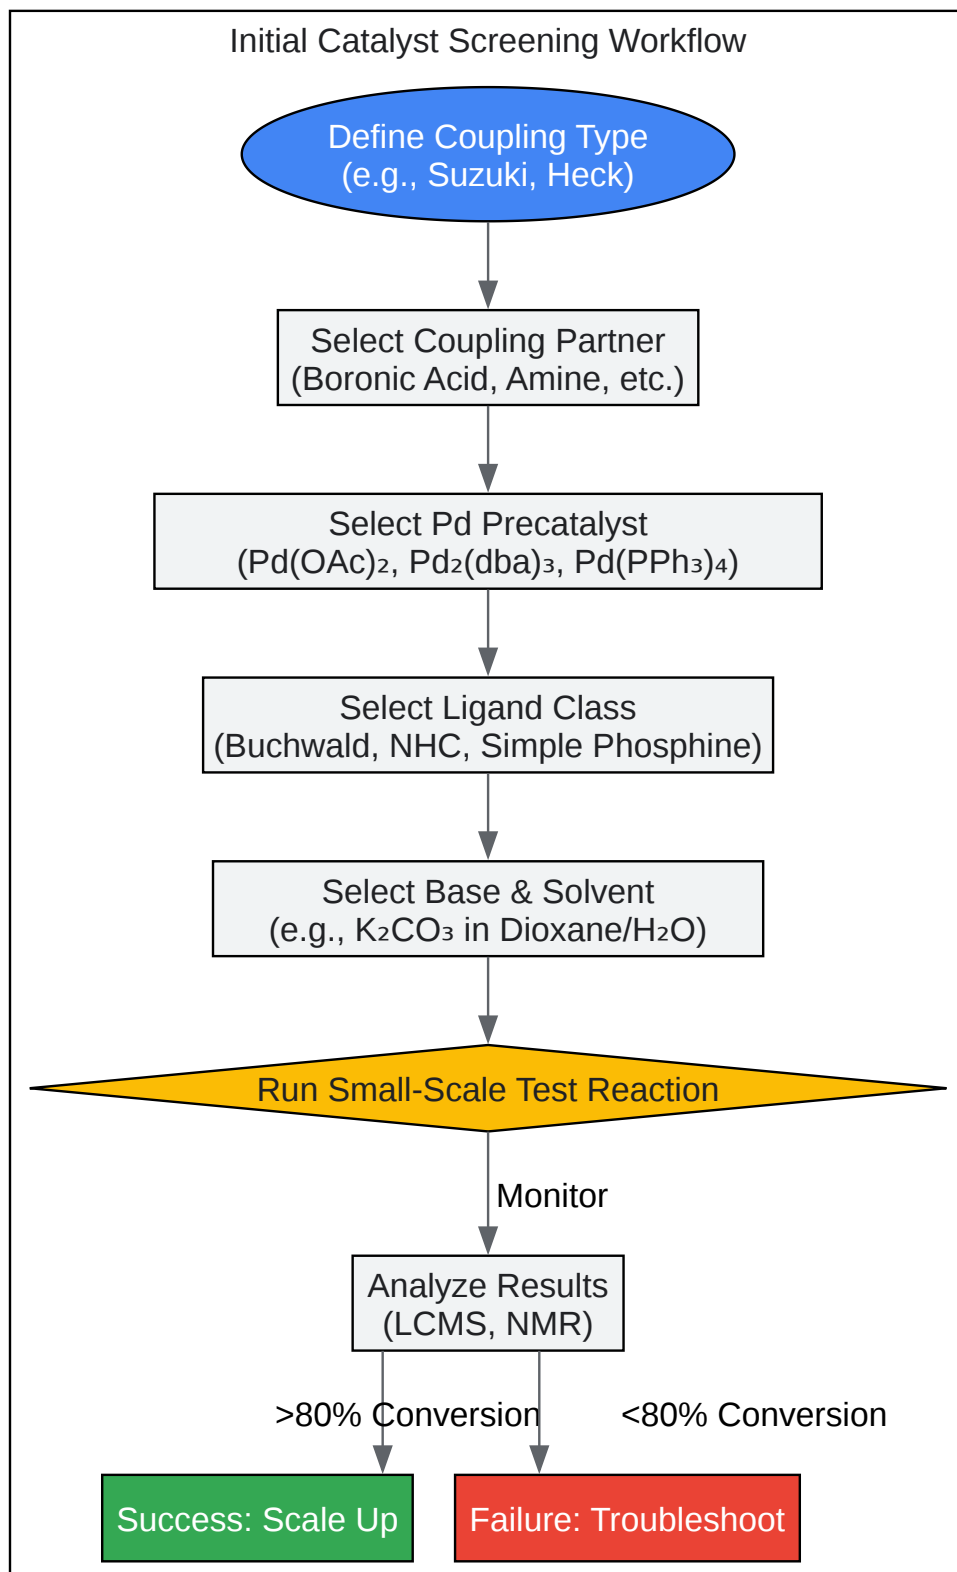 Initial Catalyst Screening Workflow
Define Coupling Type
(e.g., Suzuki, Heck)
Select Coupling Partner
(Boronic Acid, Amine, etc.)
Select Pd Precatalyst
(Pd(OAc)₂, Pd₂(dba)₃, Pd(PPh₃)₄)
Select Ligand Class
(Buchwald, NHC, Simple Phosphine)
Select Base & Solvent
(e.g., K₂CO₃ in Dioxane/H₂O)
Run Small-Scale Test Reaction
Monitor
Analyze Results
(LCMS, NMR)
>80% Conversion
<80% Conversion
Success: Scale Up
Failure: Troubleshoot